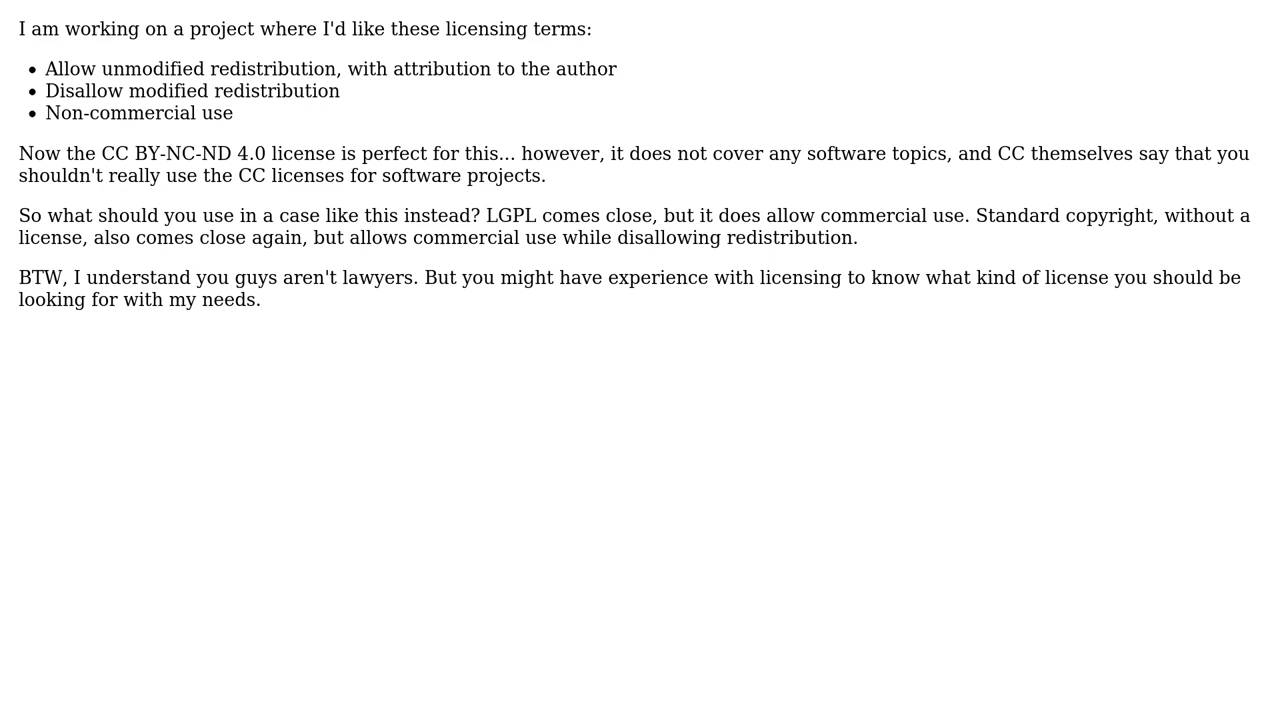 I am working on a project where I'd like these licensing terms:
• Allow unmodified redistribution, with attribution to the author
• Disallow modified redistribution
• Non-commercial use
Now the CC BY-NC-ND 4.0 license is perfect for this... however, it does not cover any software topics, and CC themselves say that you
shouldn't really use the CC licenses for software projects.
So what should you use in a case like this instead? LGPL comes close, but it does allow commercial use. Standard copyright, without a
license, also comes close again, but allows commercial use while disallowing redistribution.
BTW, I understand you guys aren't lawyers. But you might have experience with licensing to know what kind of license you should be
looking for with my needs.